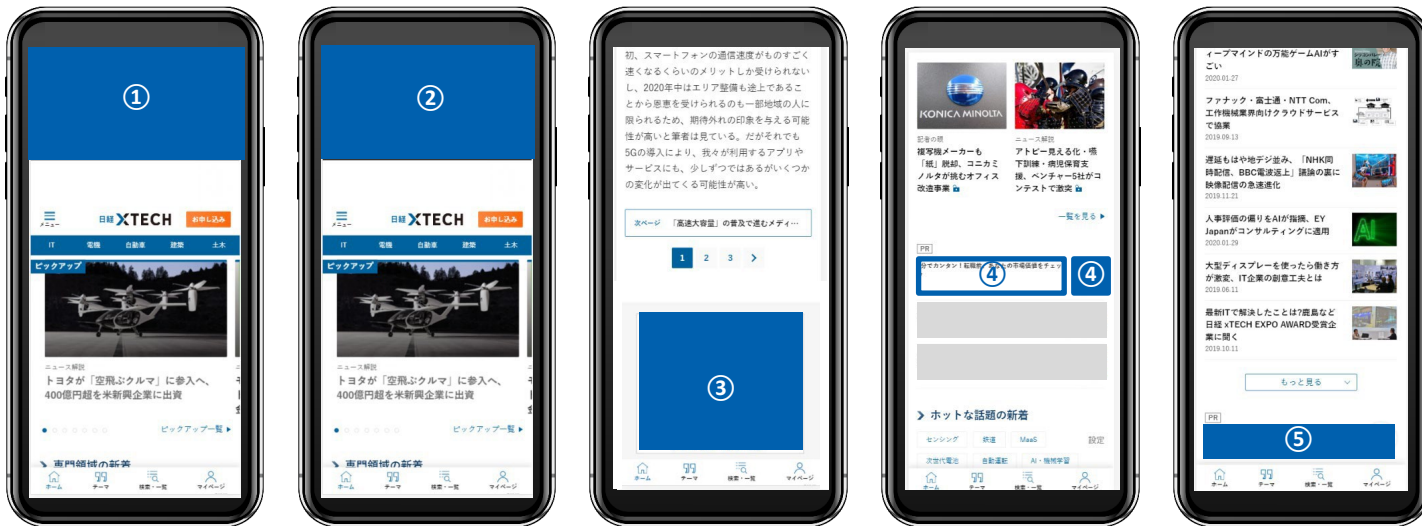 ①
メニュー
日経 XTECH
お申し込み
IT
電機
自動車
建築
土木
ピックアップ
ニュース解説
トヨタが「空飛ぶクルマ」に参入へ、
400億円超を米新興企業に出資
ピックアップ一覧
専門領域の新着
ホーム
テーマ
検索・一覧
マイページ
②
メニュー
日経 XTECH
お申し込み
IT
電機
自動車
建築
土木
ピックアップ
ニュース解説
トヨタが「空飛ぶクルマ」に参入へ、
400億円超を米新興企業に出資
ピックアップ一覧
専門領域の新着
ホーム
テーマ
検索・一覧
マイページ
初、スマートフォンの通信速度がものすごく
速くなるくらいのメリットしか受けられない
し、2020年中はエリア整備も途上であるこ
とから恩恵を受けられるのも一部地域の人に
限られるため、期待外れの印象を与える可能
性が高いと筆者は見ている。だがそれでも
5Gの導入により、我々が利用するアプリや
サービスにも、少しずつではあるがいくつか
の変化が出てくる可能性が高い。
次ページ 「高速大容量」の普及で進むメディ…
1 2 3
③
ホーム
テーマ
検索・一覧
マイページ
KONICA MINOLTA
記者の眼
複写機メーカーも
「紙」脱却、コニカミ
ノルタが挑むオフィス
改造事業
ニュース解説
アトピー見える化・嚥
下訓練・病児保育支
援、ベンチャー5社がコ
ンテストで激突
一覧を見る
PR
分でカンタン！転職
の市場価値をチェッ
④
④
ホットな話題の新着
センシング
鉄道
MaaS
設定
次世代電池
自動運転
AI・機械学習
ホーム
テーマ
検索・一覧
マイページ
ィープマインドの万能ゲームAIがす
ごい
2020.01.27
ファナック・富士通・NTT Com、
工作機械業界向けクラウドサービス
で協業
2019.09.13
遅延もはや地デジ並み、「NHK同
時配信、BBC電波返上」議論の裏に
映像配信の急速進化
2019.11.21
人事評価の偏りをAIが指摘、EY
Japanがコンサルティングに適用
2020.01.29
AI
大型ディスプレーを使ったら働き方
が激変、IT企業の創意工夫とは
2019.06.11
最新ITで解決したことは?鹿島など
日経 xTECH EXPO AWARD受賞企
業に聞く
2019.10.11
もっと見る
PR
⑤
ホーム
テーマ
検索・一覧
マイページ